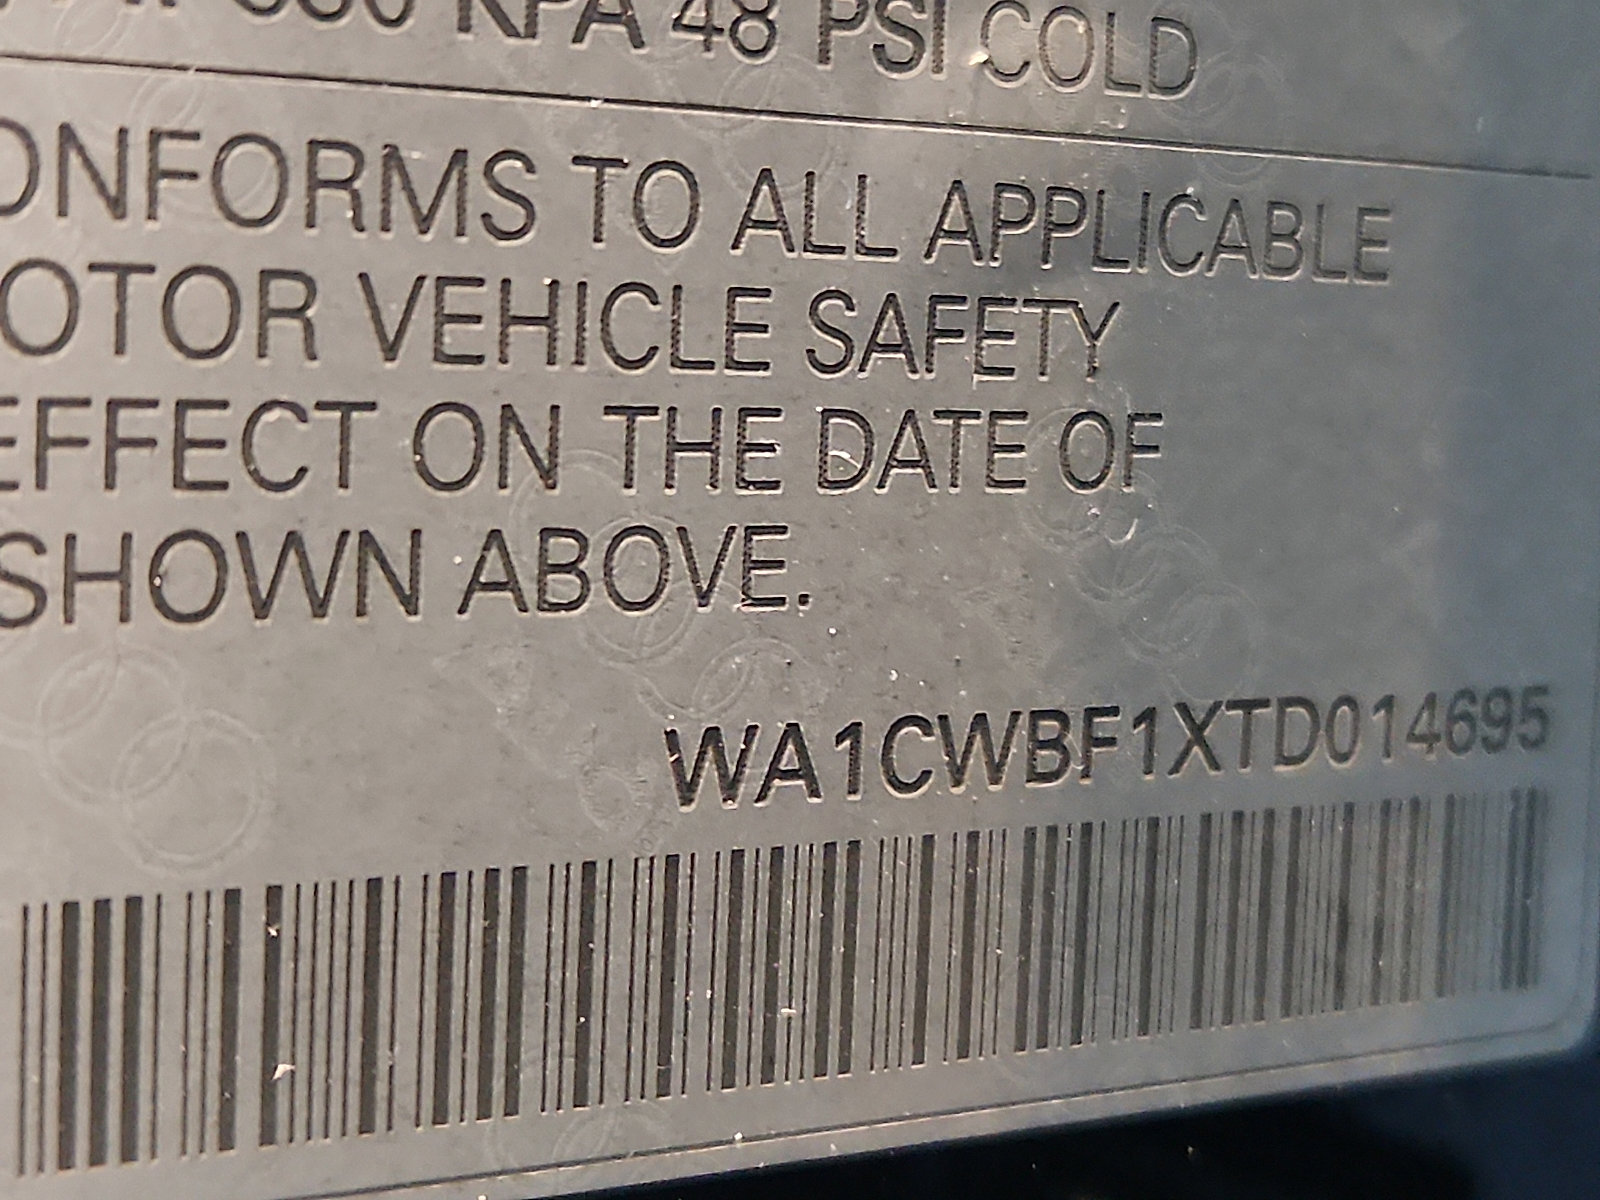 KPA 48 PSI COLD
ONFORMS TO ALL APPLICABLE
OTOR VEHICLE SAFETY
EFFECT ON THE DATE OF
SHOWN ABOVE.
WA1CWBF1XTD014695